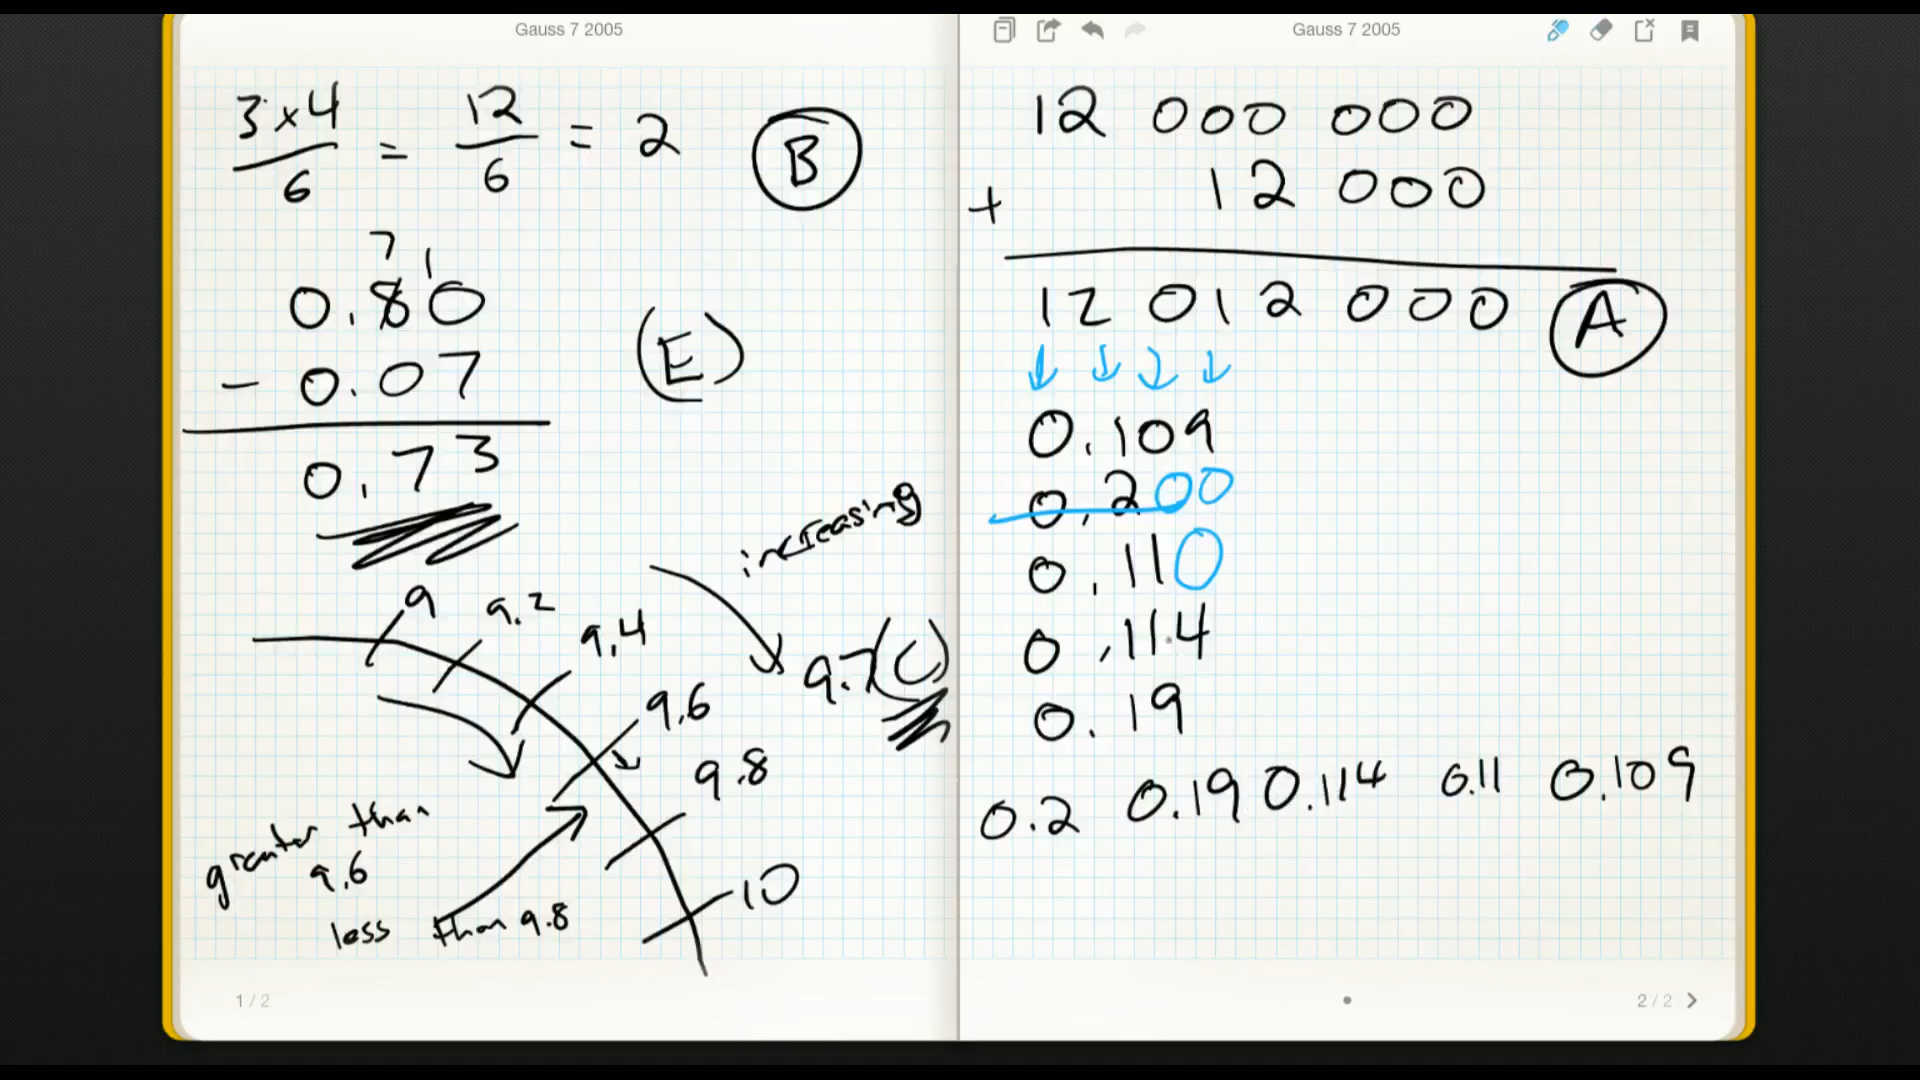 Gauss 7 2005
3 x 4 / 6 = 12 / 6 = 2 (B)
7 1
0.80
- 0.07
(E)
0.73
increasing
9 9.2 9.4 9.6 9.8 10
9.7 (C)
greater than
9.6
less than 9.8
1 / 2
Gauss 7 2005
12 000 000
+ 12 000
12 012 000 (A)
0.109
0.200
0.110
0.114
0.19
0.2 0.19 0.114 0.11 0.109
2 / 2